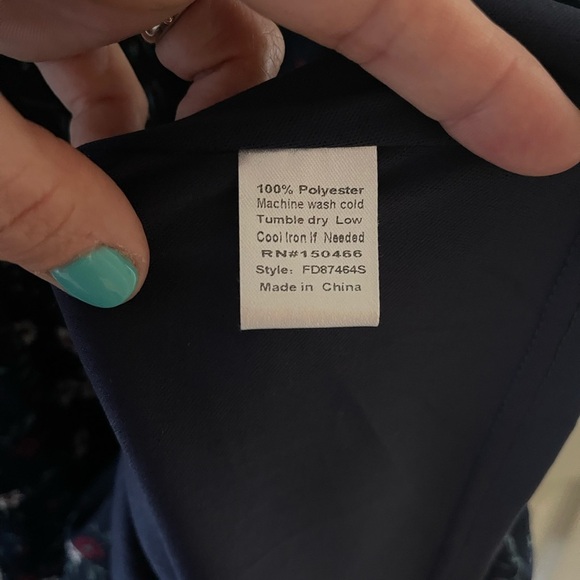 100% Polyester
Machine wash cold
Tumble dry Low
Cool Iron if Needed
RN#150466
Style: FD87464S
Made in China